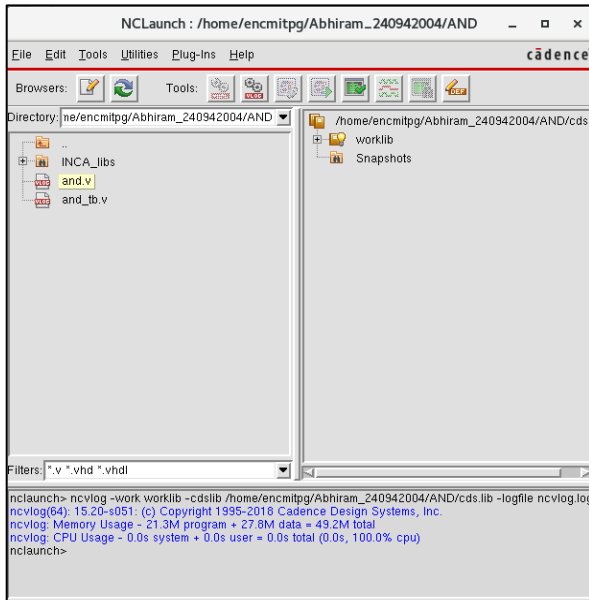 NCLaunch : /home/encmitpg/Abhiram_240942004/AND
File Edit Tools Utilities Plug-Ins Help cādence
Browsers: Tools:
Directory: ne/encmitpg/Abhiram_240942004/AND
..
INCA_libs
and.v
and_tb.v
/home/encmitpg/Abhiram_240942004/AND/cds
worklib
Snapshots
Filters: *.v *.vhd *.vhdl
nclaunch> ncvlog -work worklib -cdslib /home/encmitpg/Abhiram_240942004/AND/cds.lib -logfile ncvlog.log
ncvlog(64): 15.20-s051: (c) Copyright 1995-2018 Cadence Design Systems, Inc.
ncvlog: Memory Usage - 21.3M program + 27.8M data = 49.2M total
ncvlog: CPU Usage - 0.0s system + 0.0s user = 0.0s total (0.0s, 100.0% cpu)
nclaunch>